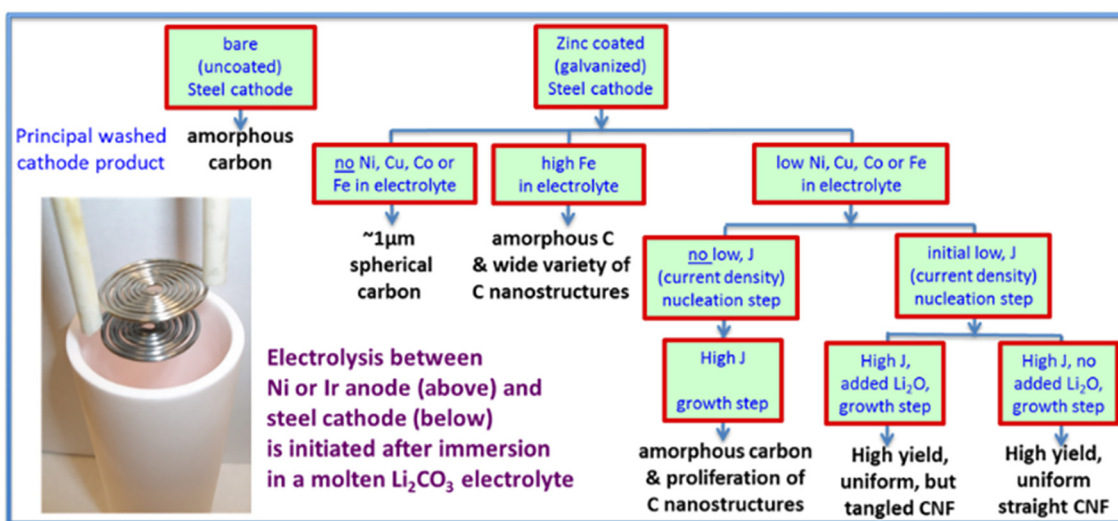 bare
(uncoated)
Steel cathode
Zinc coated
(galvanized)
Steel cathode
Principal washed
cathode product
amorphous
carbon
no Ni, Cu, Co or
Fe in electrolyte
high Fe
in electrolyte
low Ni, Cu, Co or Fe
in electrolyte
~1μm
spherical
carbon
amorphous C
& wide variety of
C nanostructures
no low, J
(current density)
nucleation step
initial low, J
(current density)
nucleation step
High J
growth step
High J,
added Li₂O,
growth step
High J, no
added Li₂O,
growth step
amorphous carbon
& proliferation of
C nanostructures
High yield,
uniform, but
tangled CNF
High yield,
uniform
straight CNF
Electrolysis between
Ni or Ir anode (above) and
steel cathode (below)
is initiated after immersion
in a molten Li₂CO₃ electrolyte